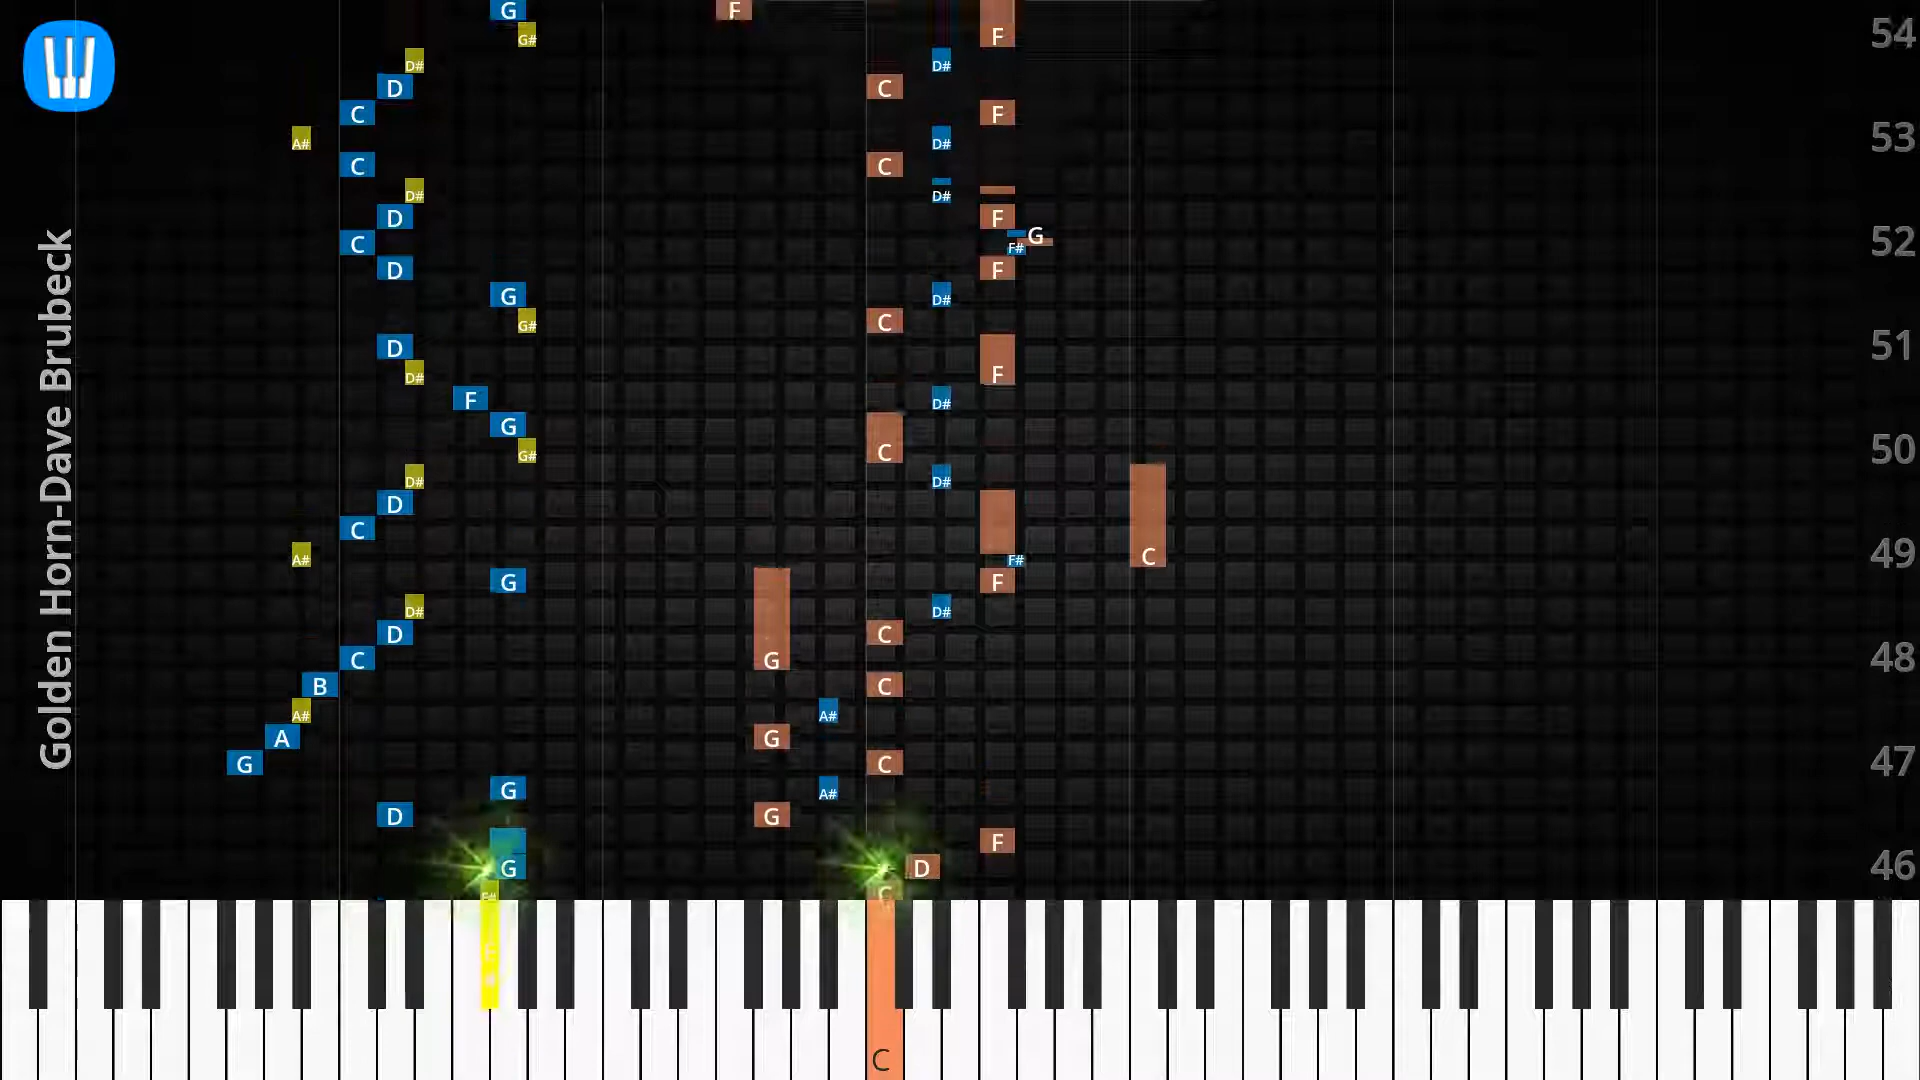 G F
G# F 54
D# D#
D C
C F
A# D# 53
C C
D# D#
D F
C F# G 52
D F
G D#
G# C
D 51
D# F
F D#
G
G# C 50
D# D#
D
C
A# F# C 49
G F
D# D#
D C
C G 48
B C
A# A#
A G
G C 47
G A#
D G
F
G D 46
F# C
C
Golden Horn-Dave Brubeck